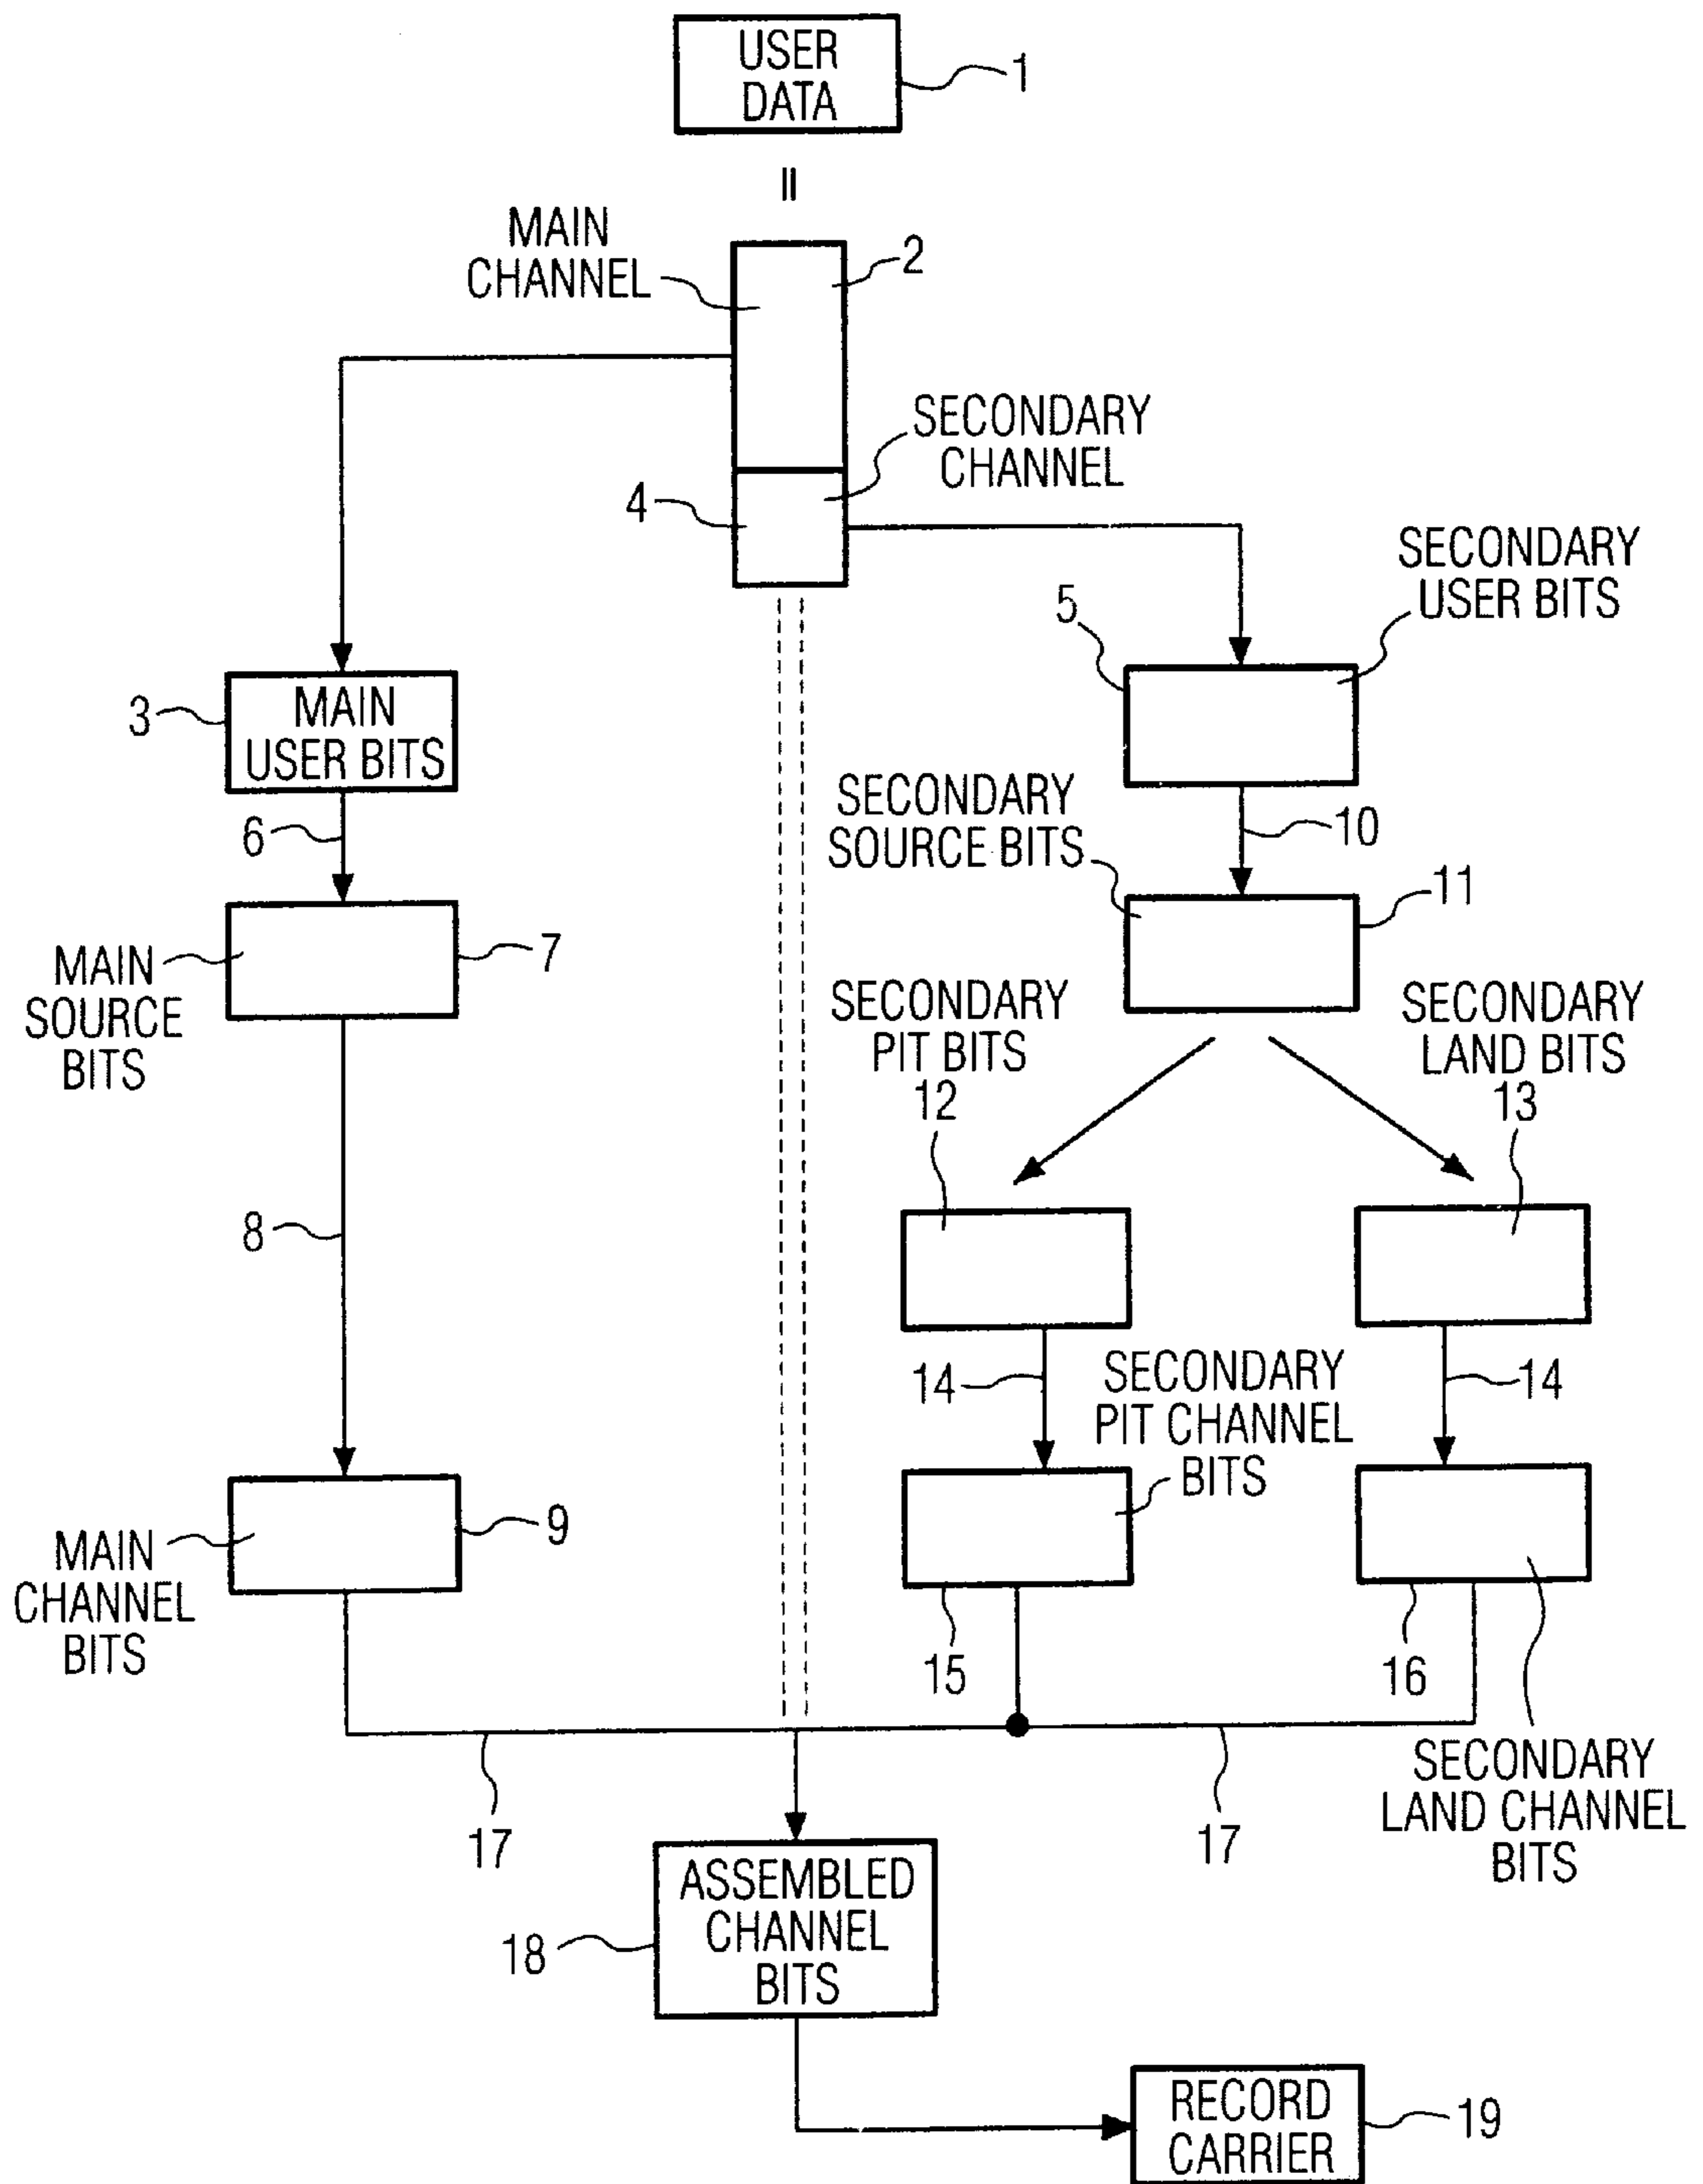 USER
DATA
1
=
MAIN
CHANNEL
2
SECONDARY
CHANNEL
4
SECONDARY
USER BITS
5
3
MAIN
USER BITS
6
SECONDARY
SOURCE BITS
10
11
MAIN
SOURCE
BITS
7
SECONDARY
PIT BITS
12
SECONDARY
LAND BITS
13
8
14
SECONDARY
PIT CHANNEL
BITS
14
MAIN
CHANNEL
BITS
9
15
16
17
17
SECONDARY
LAND CHANNEL
BITS
18
ASSEMBLED
CHANNEL
BITS
RECORD
CARRIER
19